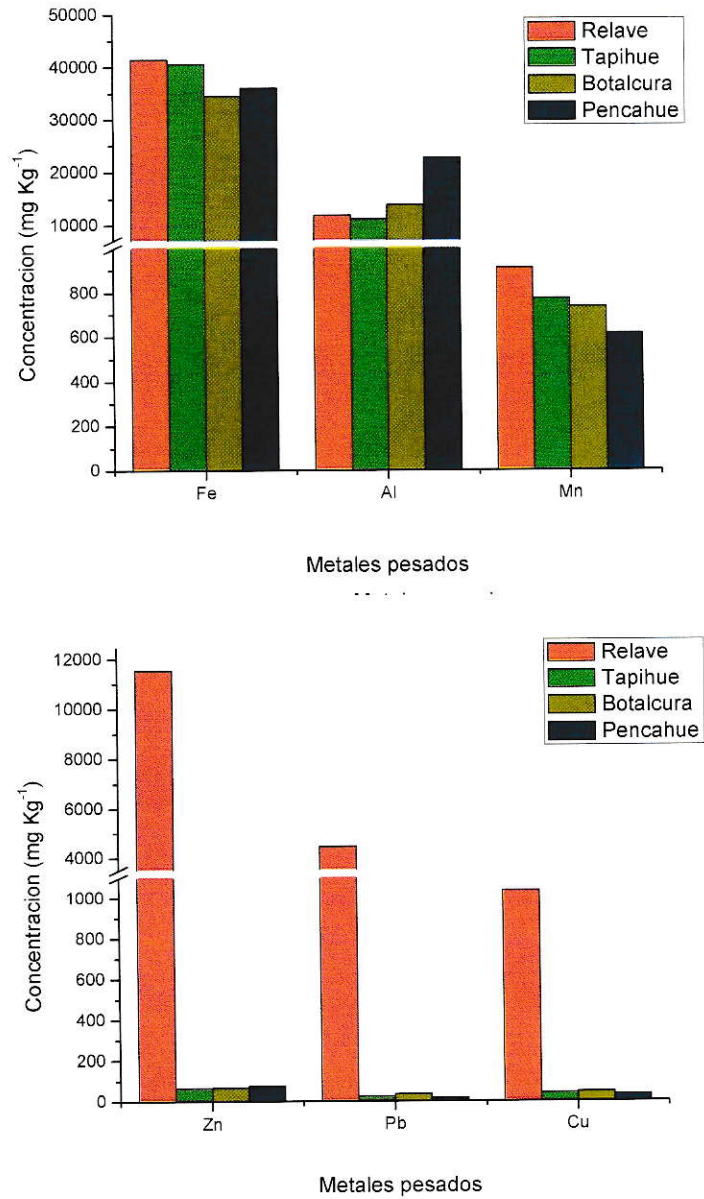 50000
40000
30000
20000
10000
800
600
400
200
0
Concentracion (mg Kg-1)
Relave
Tapihue
Botalcura
Pencahue
Fe
Al
Mn
Metales pesados
12000
10000
8000
6000
4000
1000
800
600
400
200
0
Concentracion (mg Kg-1)
Relave
Tapihue
Botalcura
Pencahue
Zn
Pb
Cu
Metales pesados